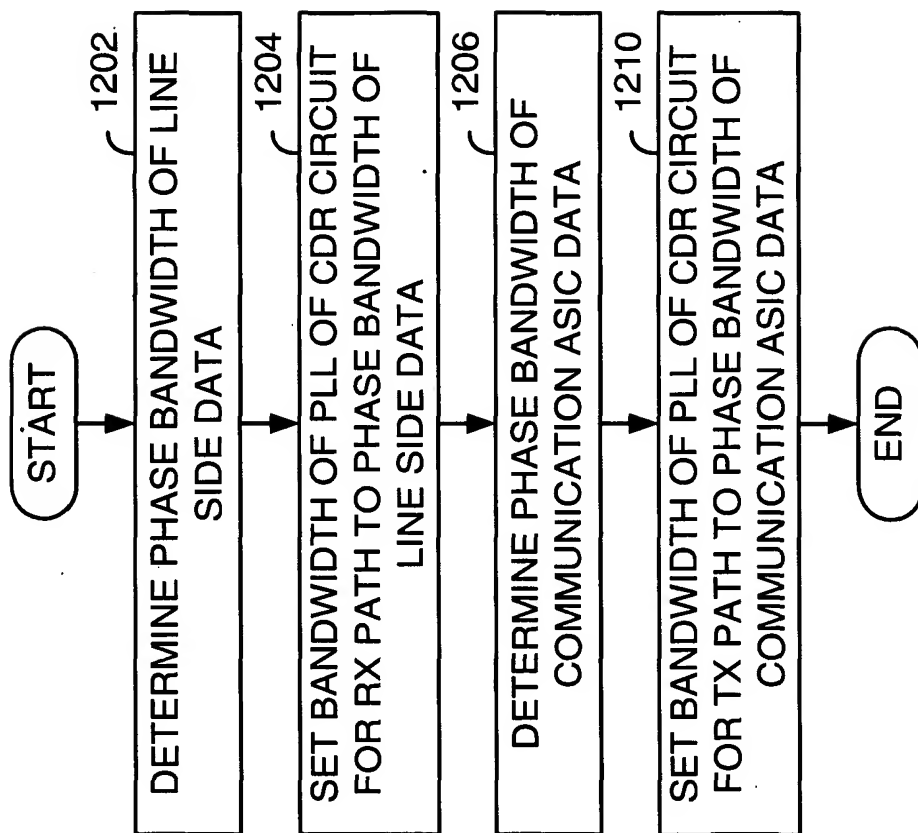 START
1202
DETERMINE PHASE BANDWIDTH OF LINE
SIDE DATA
1204
SET BANDWIDTH OF PLL OF CDR CIRCUIT
FOR RX PATH TO PHASE BANDWIDTH OF
LINE SIDE DATA
1206
DETERMINE PHASE BANDWIDTH OF
COMMUNICATION ASIC DATA
1210
SET BANDWIDTH OF PLL OF CDR CIRCUIT
FOR TX PATH TO PHASE BANDWIDTH OF
COMMUNICATION ASIC DATA
END